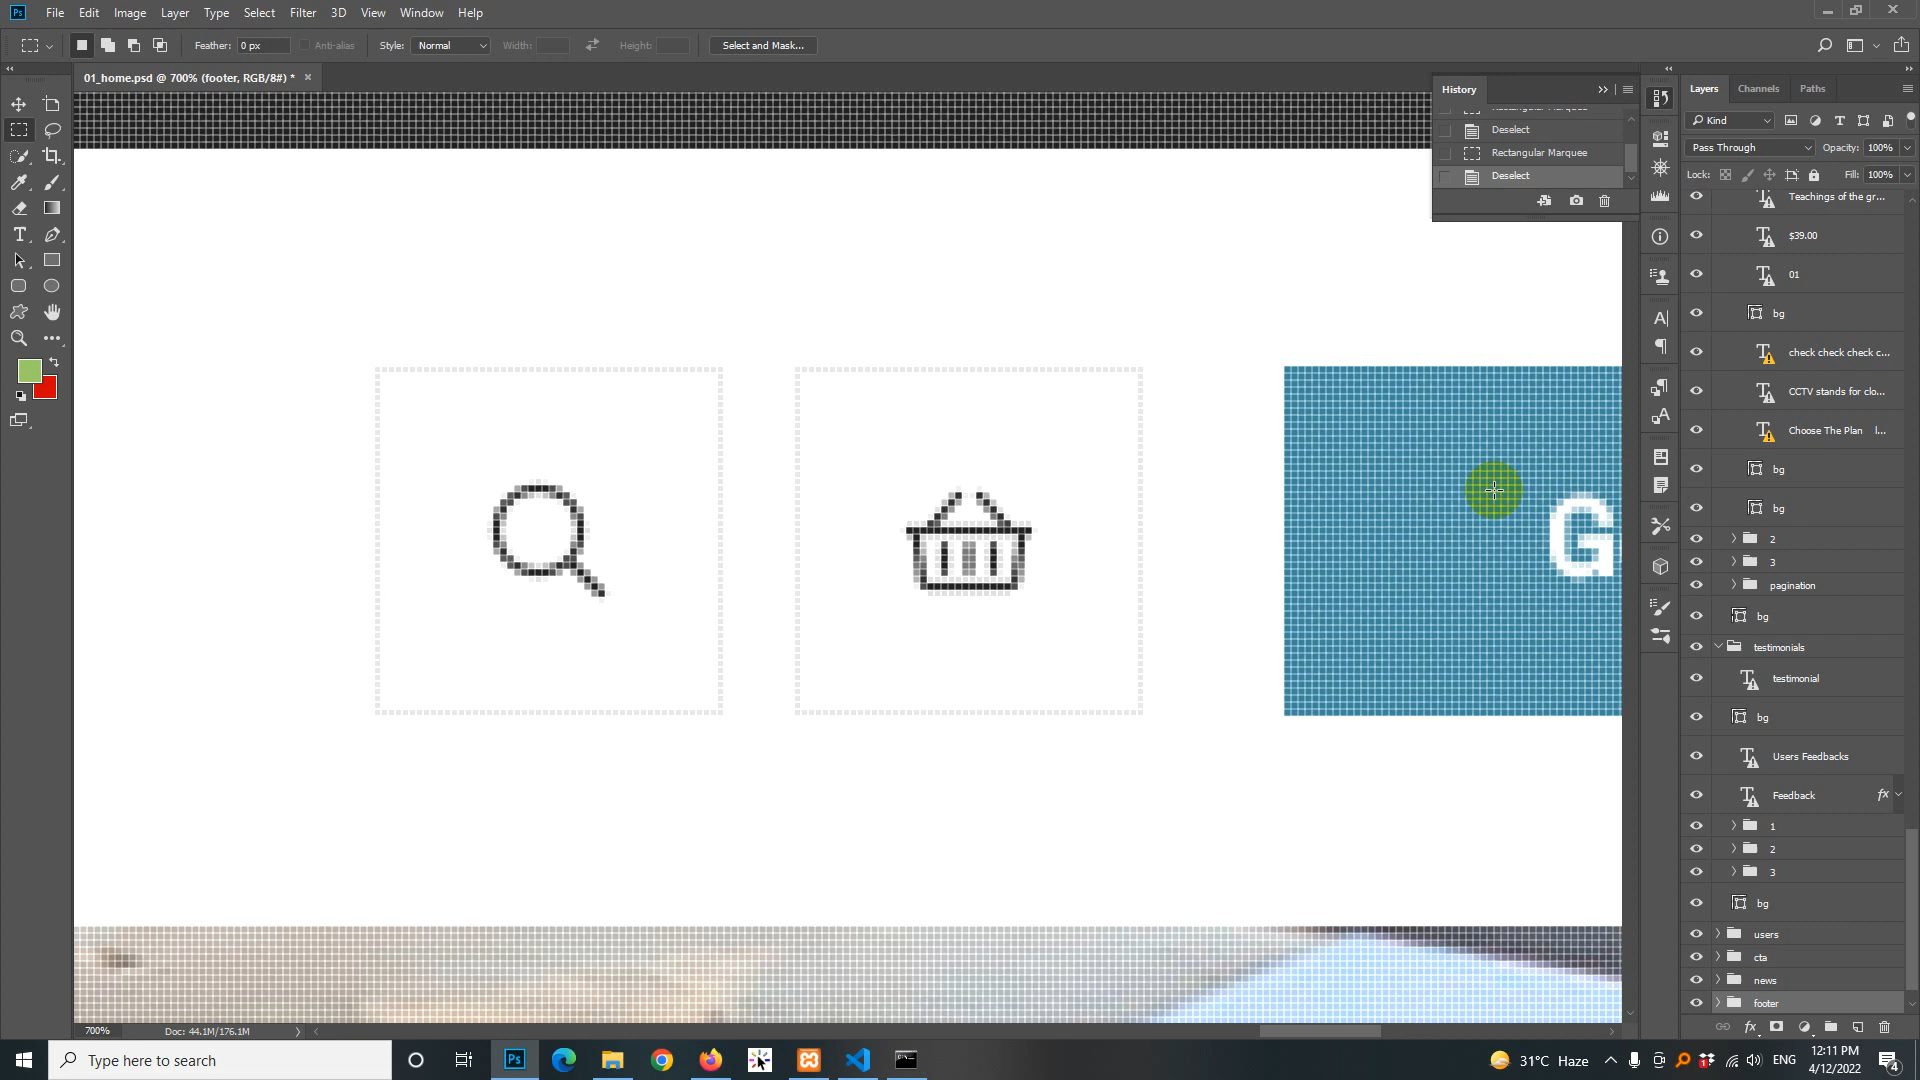 Ps File Edit Image Layer Type Select Filter 3D View Window Help
Feather: 0 px Anti-alias Style: Normal Width: Height: Select and Mask...
01_home.psd @ 700% (footer, RGB/8#) * ×
History
Deselect
Rectangular Marquee
Deselect
Layers Channels Paths
Kind
Pass Through Opacity: 100%
Lock: Fill: 100%
Teachings of the gr...
$39.00
01
bg
check check check c...
CCTV stands for clo...
Choose The Plan l...
bg
bg
2
3
pagination
bg
testimonials
testimonial
bg
Users Feedbacks
Feedback fx
1
2
3
bg
users
cta
news
footer
fx
G
700% Doc: 44.1M/176.1M
Type here to search
Ps
31°C Haze
1
ENG
12:11 PM
4/12/2022
4